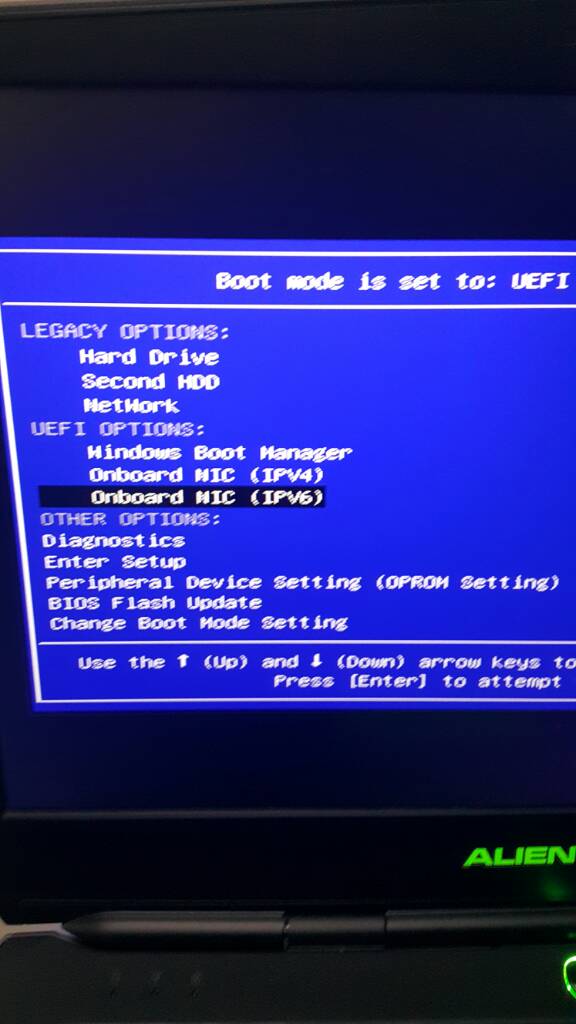 Boot mode is set to: UEFI
LEGACY OPTIONS:
Hard Drive
Second HDD
NetWork
UEFI OPTIONS:
Windows Boot Manager
Onboard NIC (IPV4)
Onboard NIC (IPV6)
OTHER OPTIONS:
Diagnostics
Enter Setup
Peripheral Device Setting (OPROM Setting)
BIOS Flash Update
Change Boot Mode Setting
Use the ↑ (Up) and ↓ (Down) arrow keys to
Press [Enter] to attempt
ALIEN